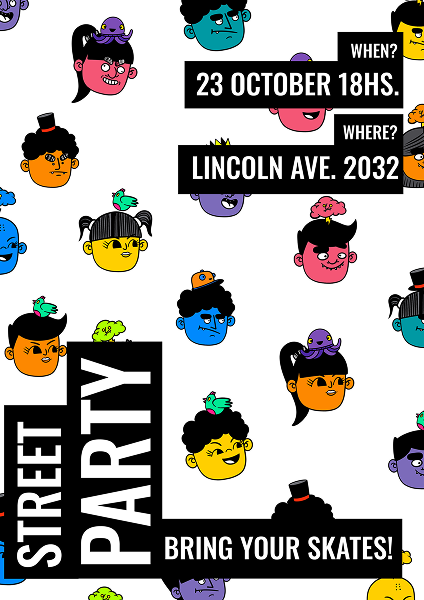 WHEN?
23 OCTOBER 18HS.
WHERE?
LINCOLN AVE. 2032
STREET
PARTY
BRING YOUR SKATES!